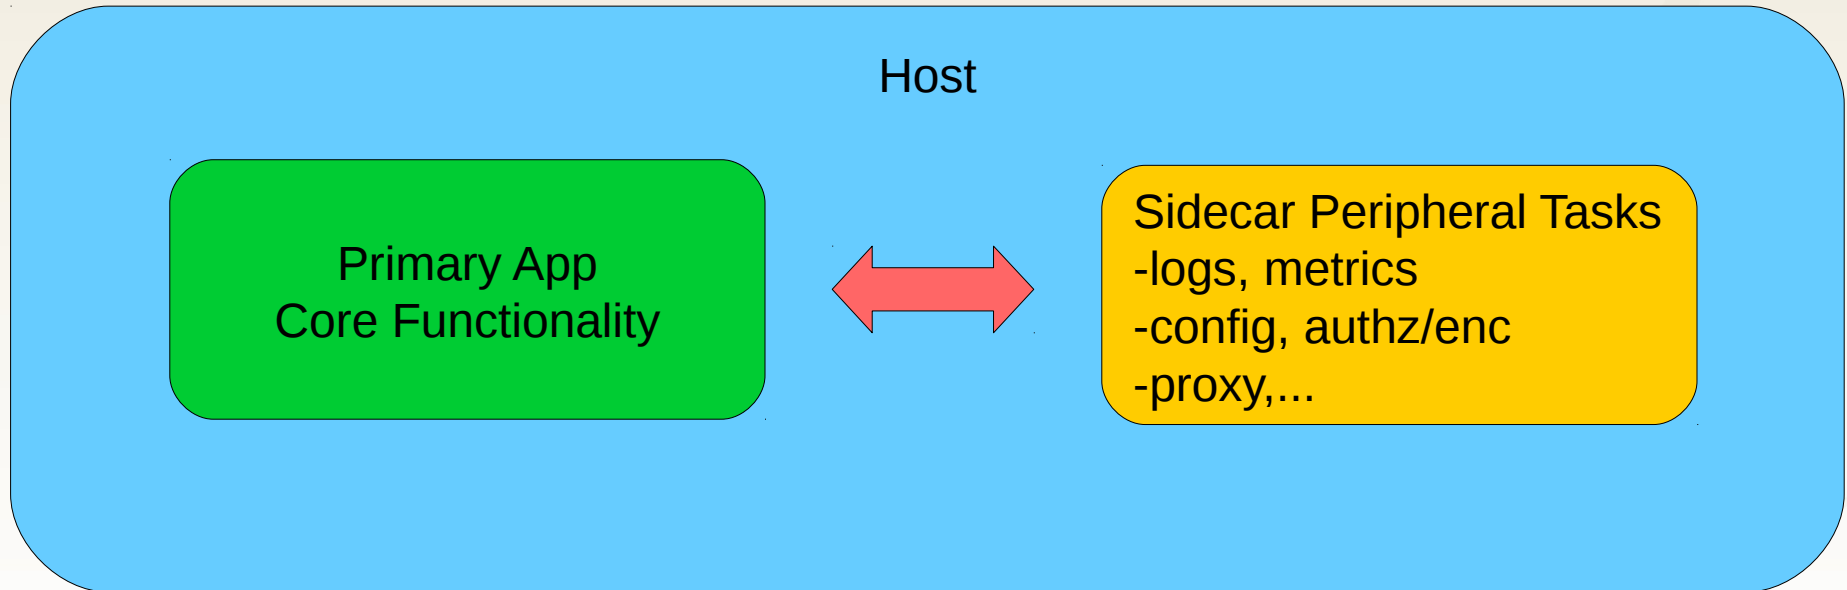 Host
Primary App
Core Functionality
Sidecar Peripheral Tasks
-logs, metrics
-config, authz/enc
-proxy,...